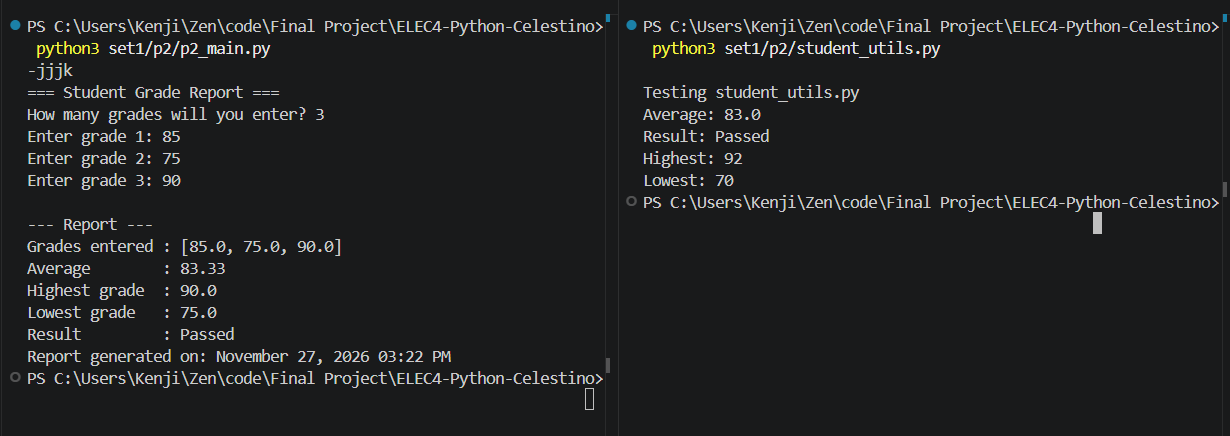 PS C:\Users\Kenji\Zen\code\Final Project\ELEC4-Python-Celestino>
python3 set1/p2/p2_main.py
-jjjk
=== Student Grade Report ===
How many grades will you enter? 3
Enter grade 1: 85
Enter grade 2: 75
Enter grade 3: 90
--- Report ---
Grades entered : [85.0, 75.0, 90.0]
Average        : 83.33
Highest grade  : 90.0
Lowest grade   : 75.0
Result         : Passed
Report generated on: November 27, 2026 03:22 PM
PS C:\Users\Kenji\Zen\code\Final Project\ELEC4-Python-Celestino>
PS C:\Users\Kenji\Zen\code\Final Project\ELEC4-Python-Celestino>
python3 set1/p2/student_utils.py
Testing student_utils.py
Average: 83.0
Result: Passed
Highest: 92
Lowest: 70
PS C:\Users\Kenji\Zen\code\Final Project\ELEC4-Python-Celestino>